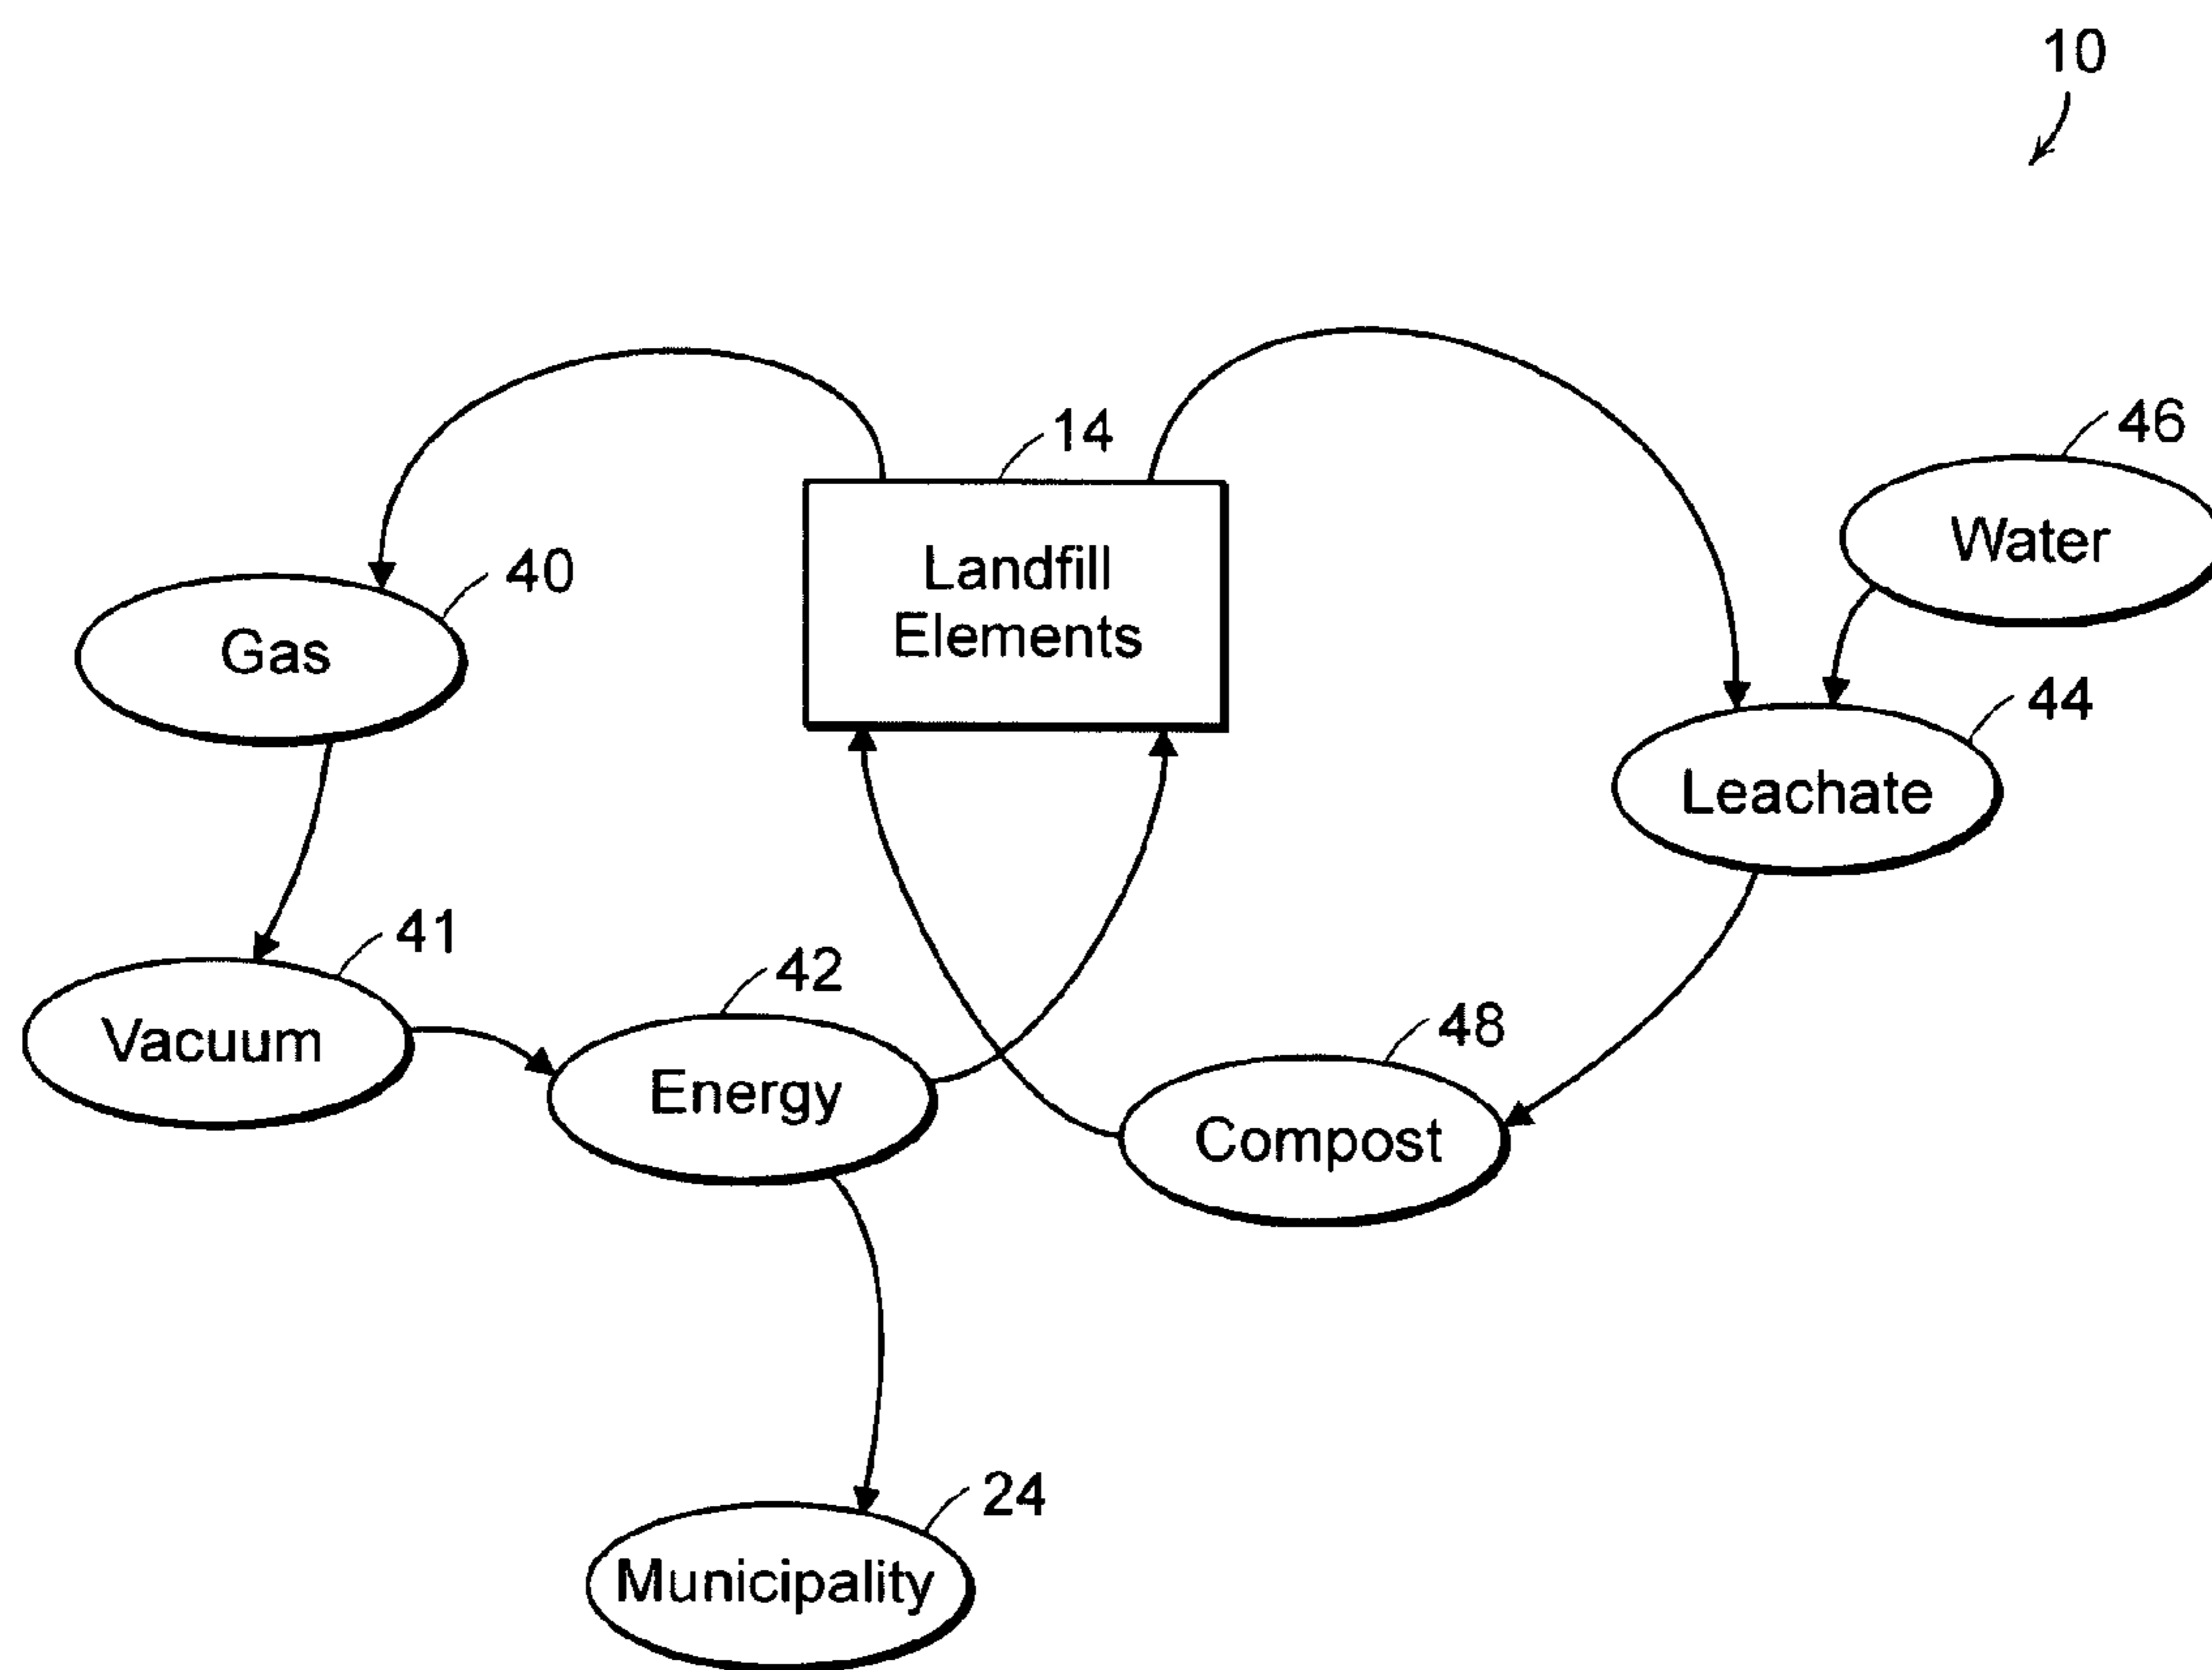 10
14
46
Landfill
Elements
Water
40
Gas
44
Leachate
41
Vacuum
42
Energy
48
Compost
24
Municipality